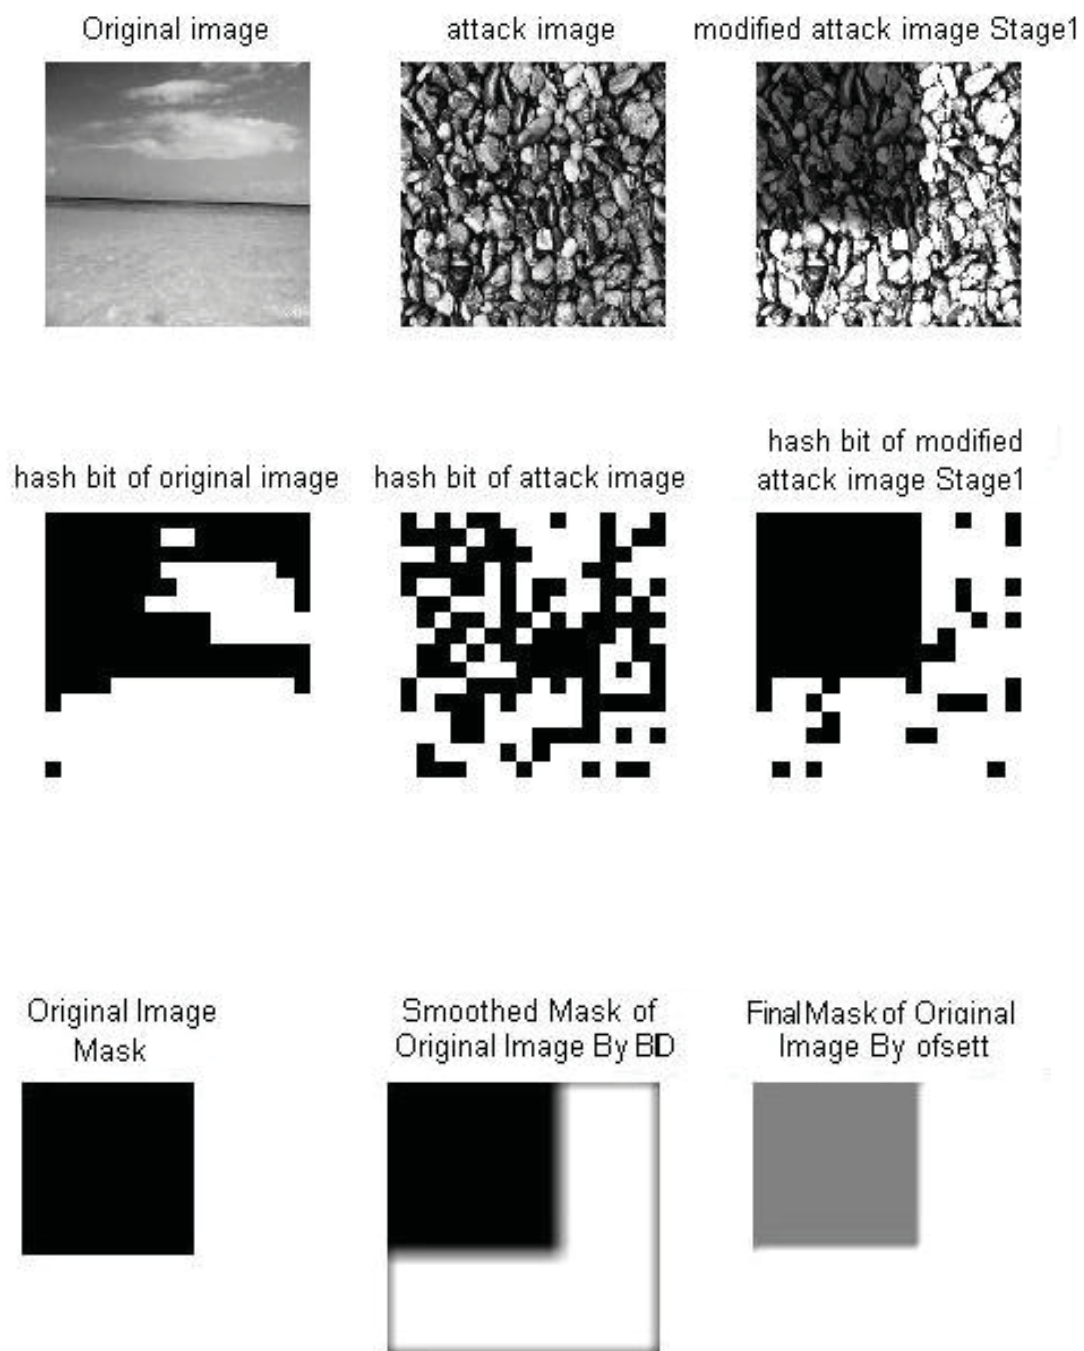 Original image
attack image
modified attack image Stage1
hash bit of original image
hash bit of attack image
hash bit of modified
attack image Stage1
Original Image
Mask
Smoothed Mask of
Original Image By BD
Final Mask of Original
Image By ofsett